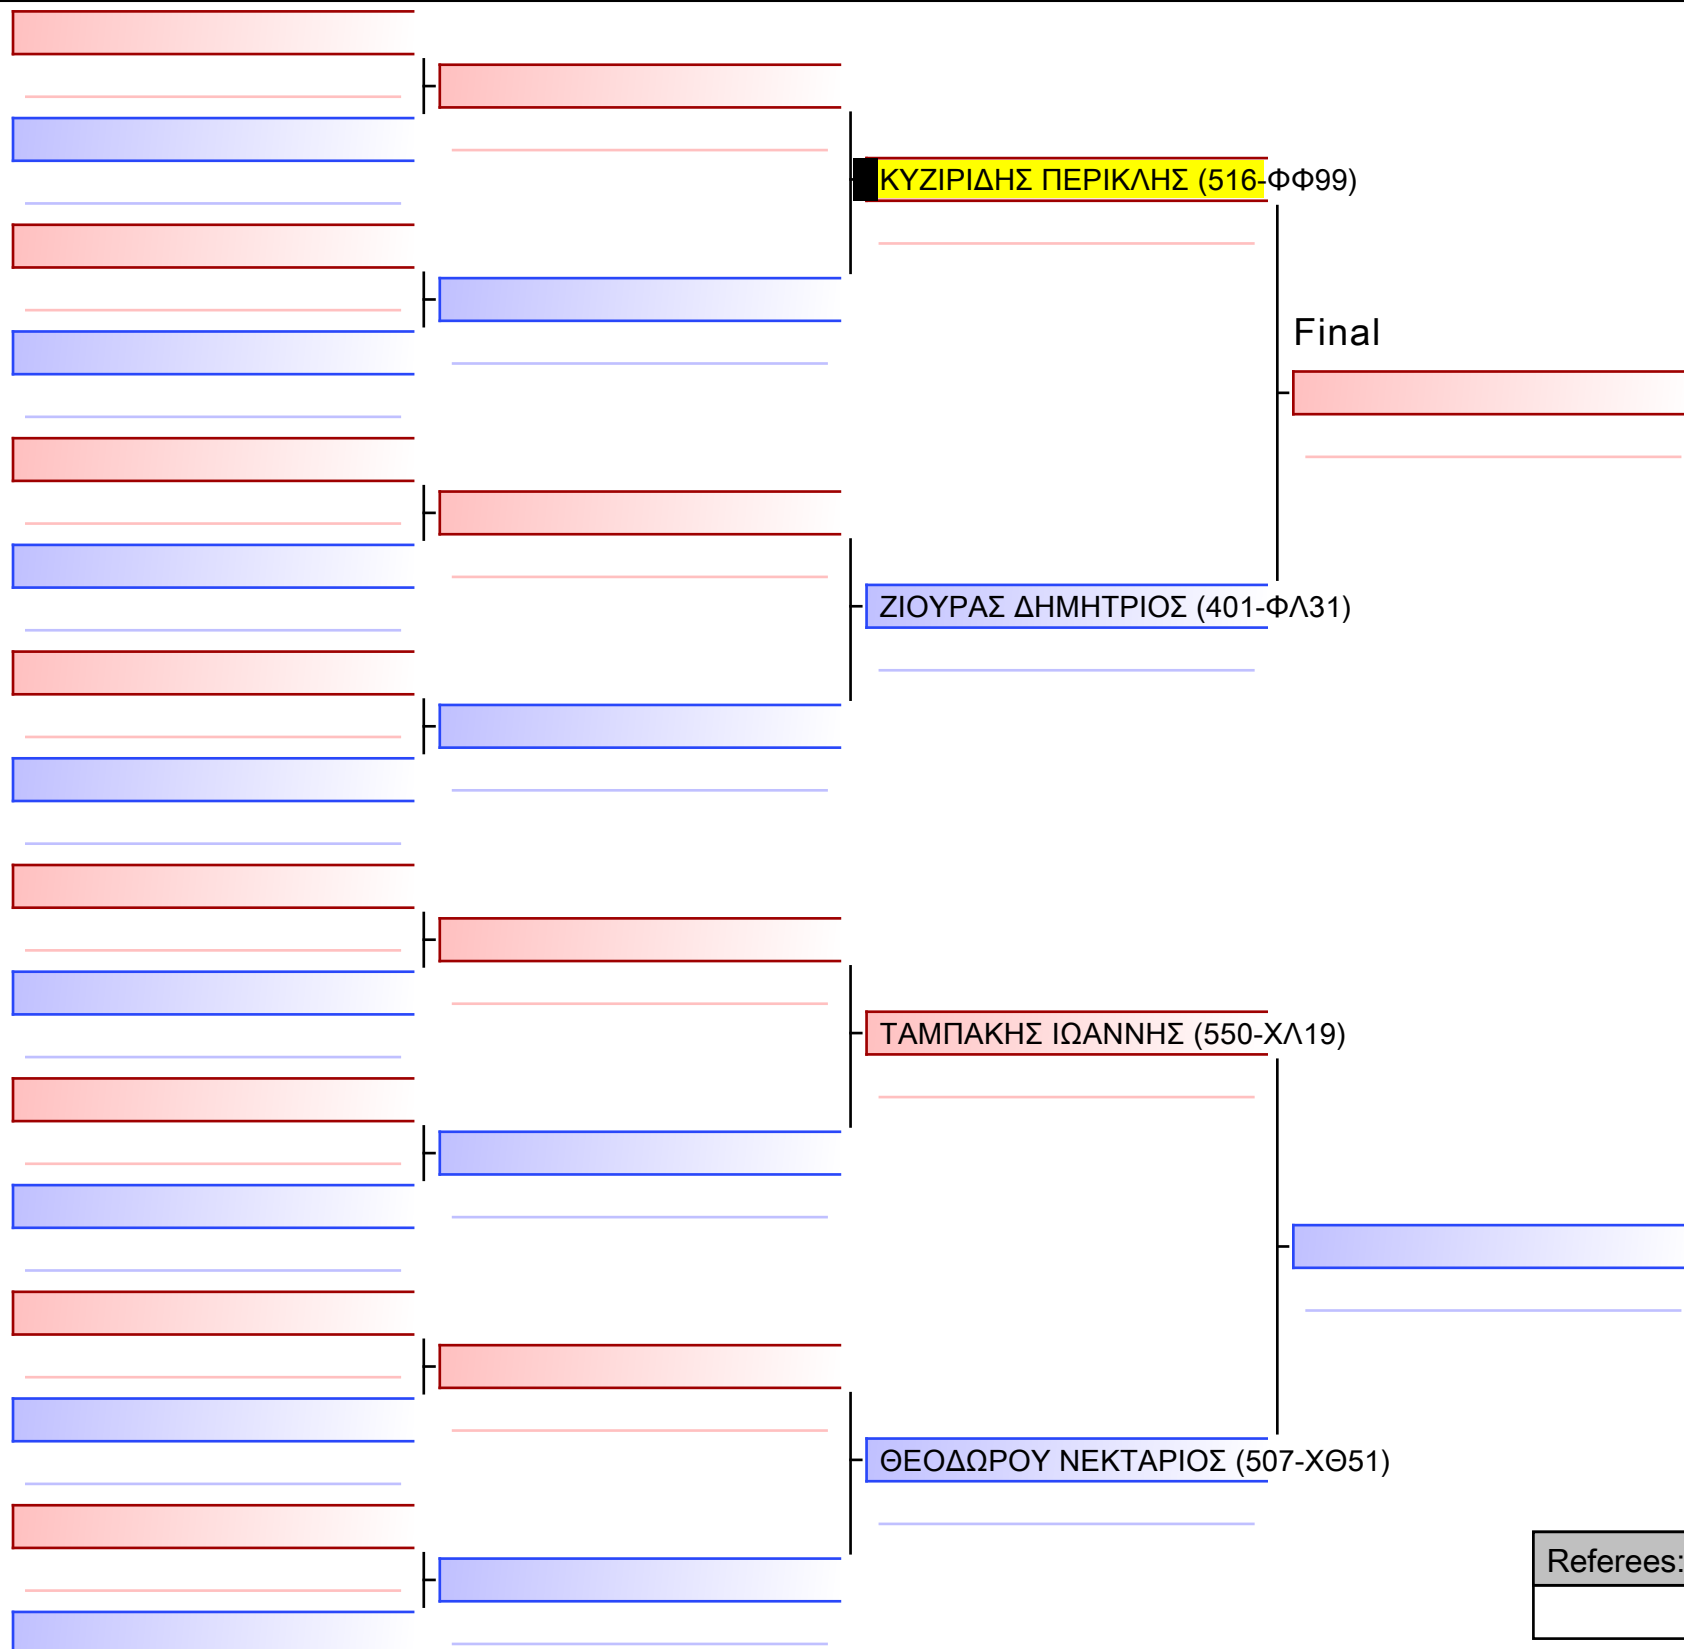 ΚΥΖΙΡΙΔΗΣ ΠΕΡΙΚΛΗΣ (516-ΦΦ99)
Final
ΖΙΟΥΡΑΣ ΔΗΜΗΤΡΙΟΣ (401-ΦΛ31)
ΤΑΜΠΑΚΗΣ ΙΩΑΝΝΗΣ (550-ΧΛ19)
ΘΕΟΔΩΡΟΥ ΝΕΚΤΑΡΙΟΣ (507-ΧΘ51)
Referees: